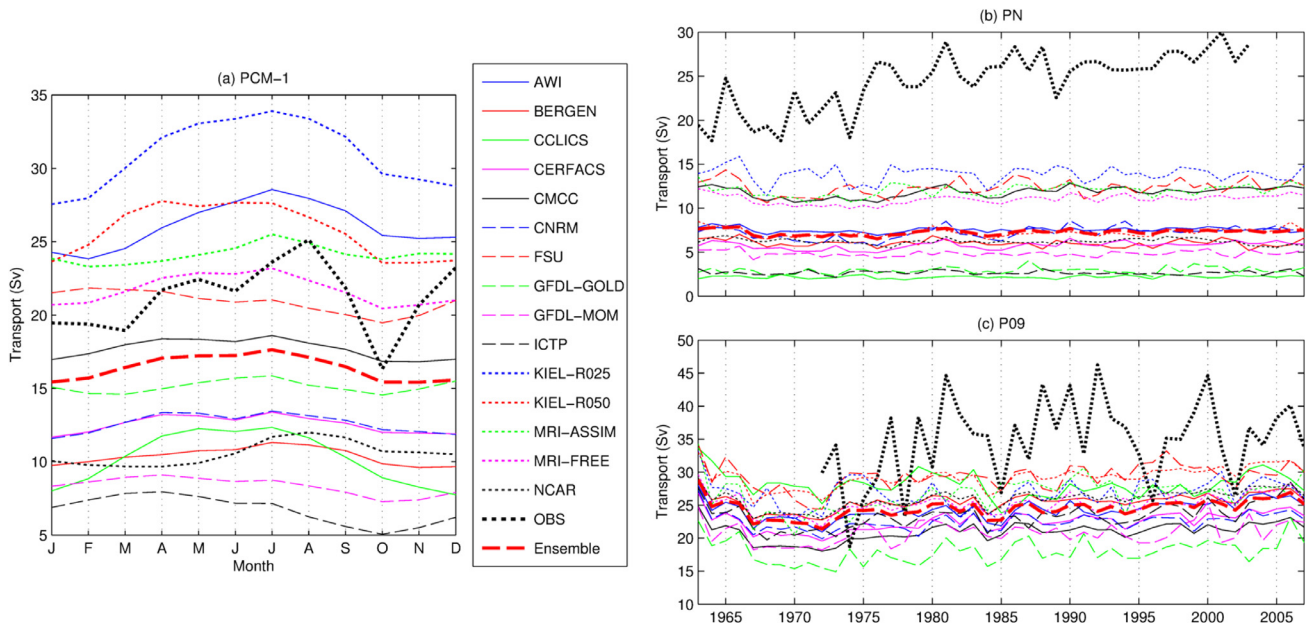 (a) PCM-1
Transport (Sv)
35
30
25
20
15
10
5
J F M A M J J A S O N D
Month
AWI
BERGEN
CCLICS
CERFACS
CMCC
CNRM
FSU
GFDL-GOLD
GFDL-MOM
ICTP
KIEL-R025
KIEL-R050
MRI-ASSIM
MRI-FREE
NCAR
OBS
Ensemble
(b) PN
Transport (Sv)
30
25
20
15
10
5
0
(c) P09
Transport (Sv)
50
45
40
35
30
25
20
15
10
1965 1970 1975 1980 1985 1990 1995 2000 2005